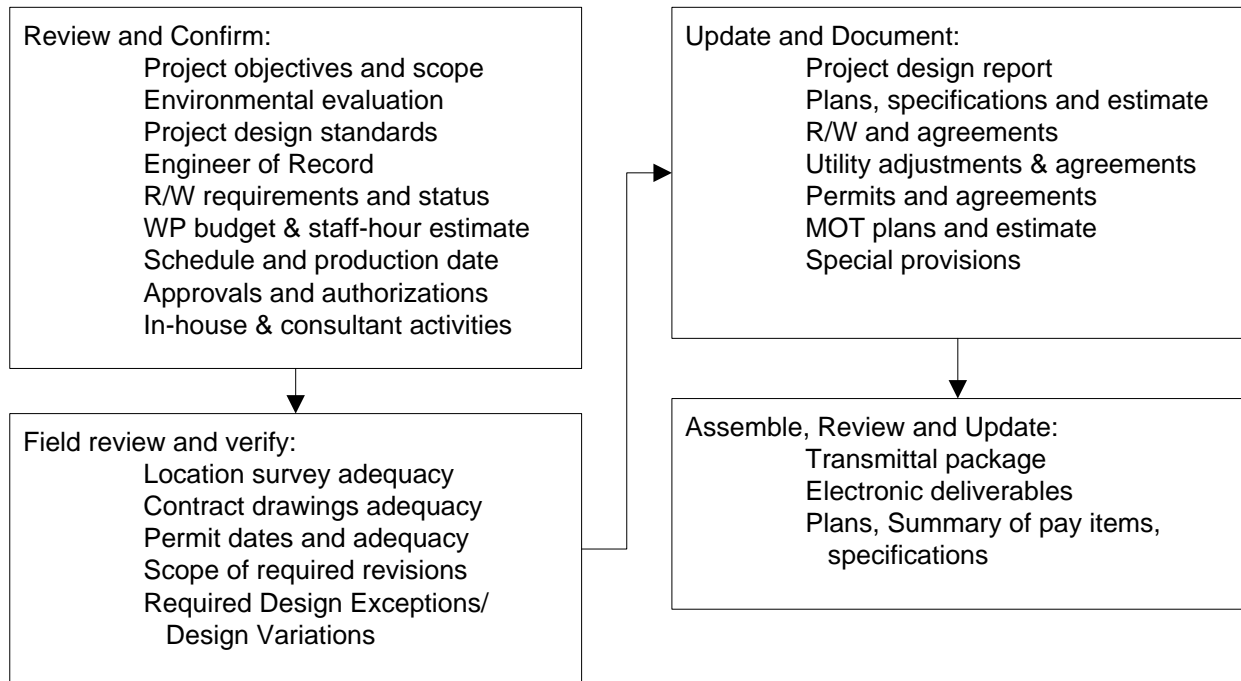 Review and Confirm:
Project objectives and scope
Environmental evaluation
Project design standards
Engineer of Record
R/W requirements and status
WP budget & staff-hour estimate
Schedule and production date
Approvals and authorizations
In-house & consultant activities
Field review and verify:
Location survey adequacy
Contract drawings adequacy
Permit dates and adequacy
Scope of required revisions
Required Design Exceptions/
Design Variations
Update and Document:
Project design report
Plans, specifications and estimate
R/W and agreements
Utility adjustments & agreements
Permits and agreements
MOT plans and estimate
Special provisions
Assemble, Review and Update:
Transmittal package
Electronic deliverables
Plans, Summary of pay items,
specifications